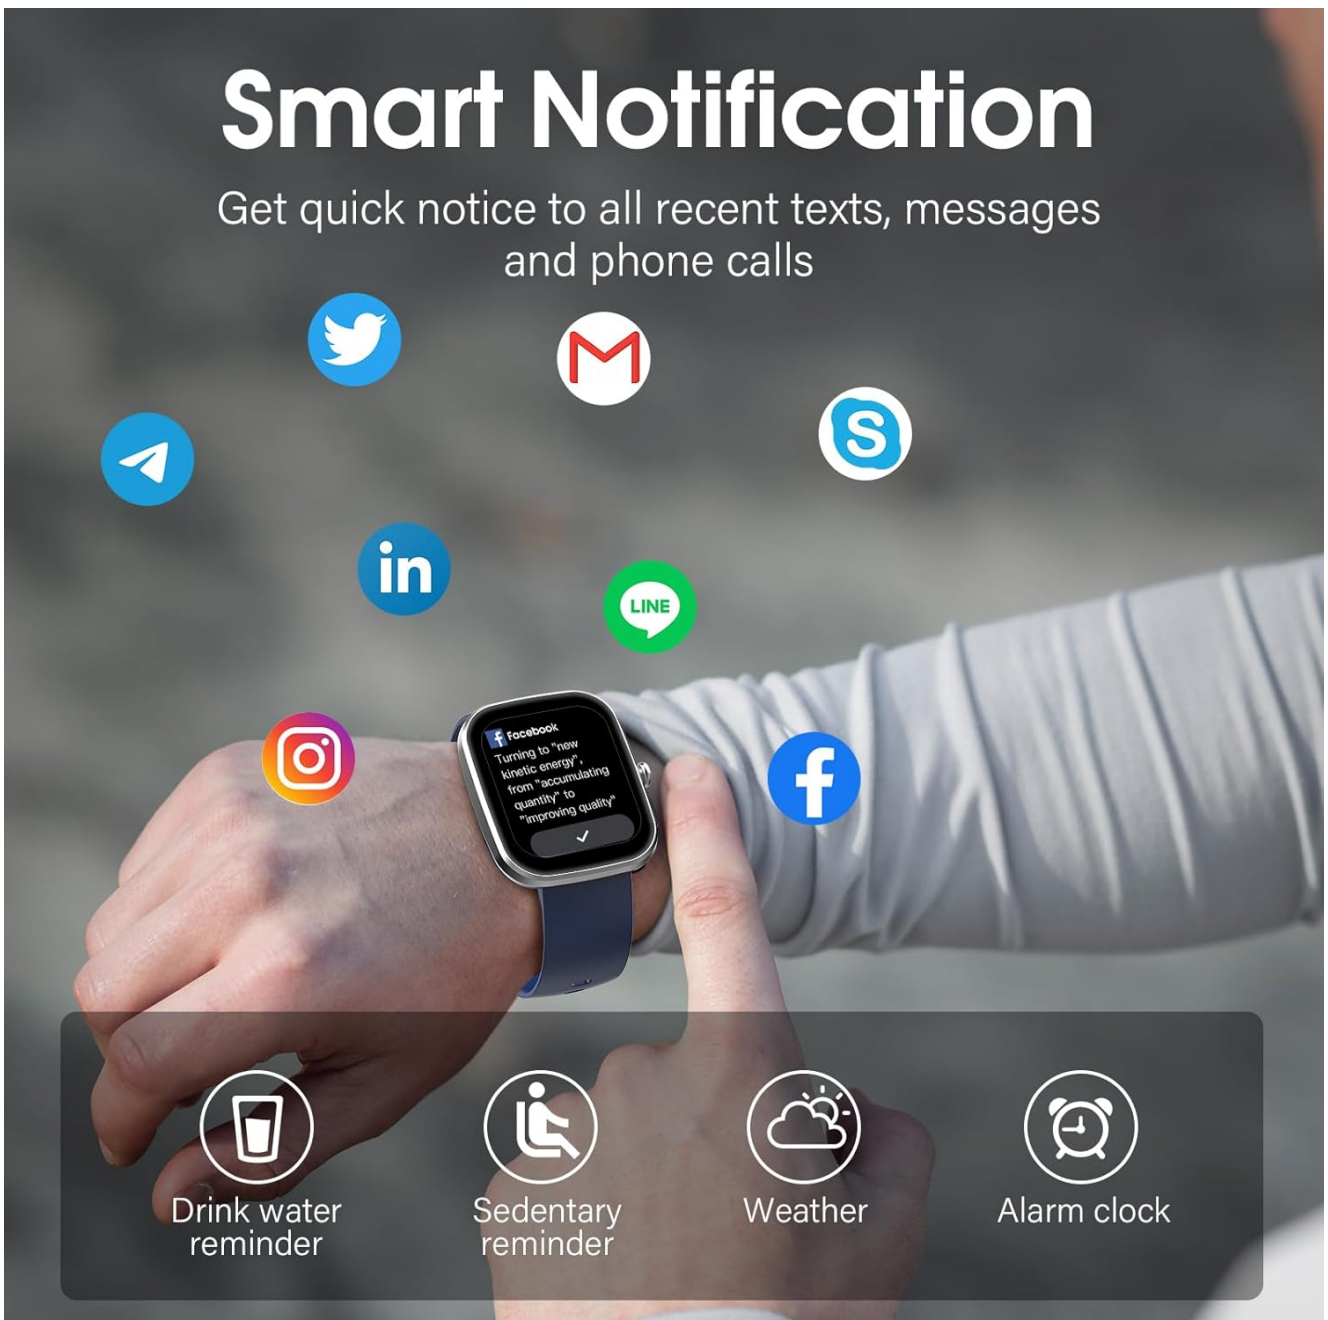 Smart Notification
Get quick notice to all recent texts, messages
and phone calls
in
S
LINE
f Facebook
Turning to "new
kinetic energy",
from "accumulating
quantity" to
"improving quality"
f
Drink water
reminder
Sedentary
reminder
Weather
Alarm clock